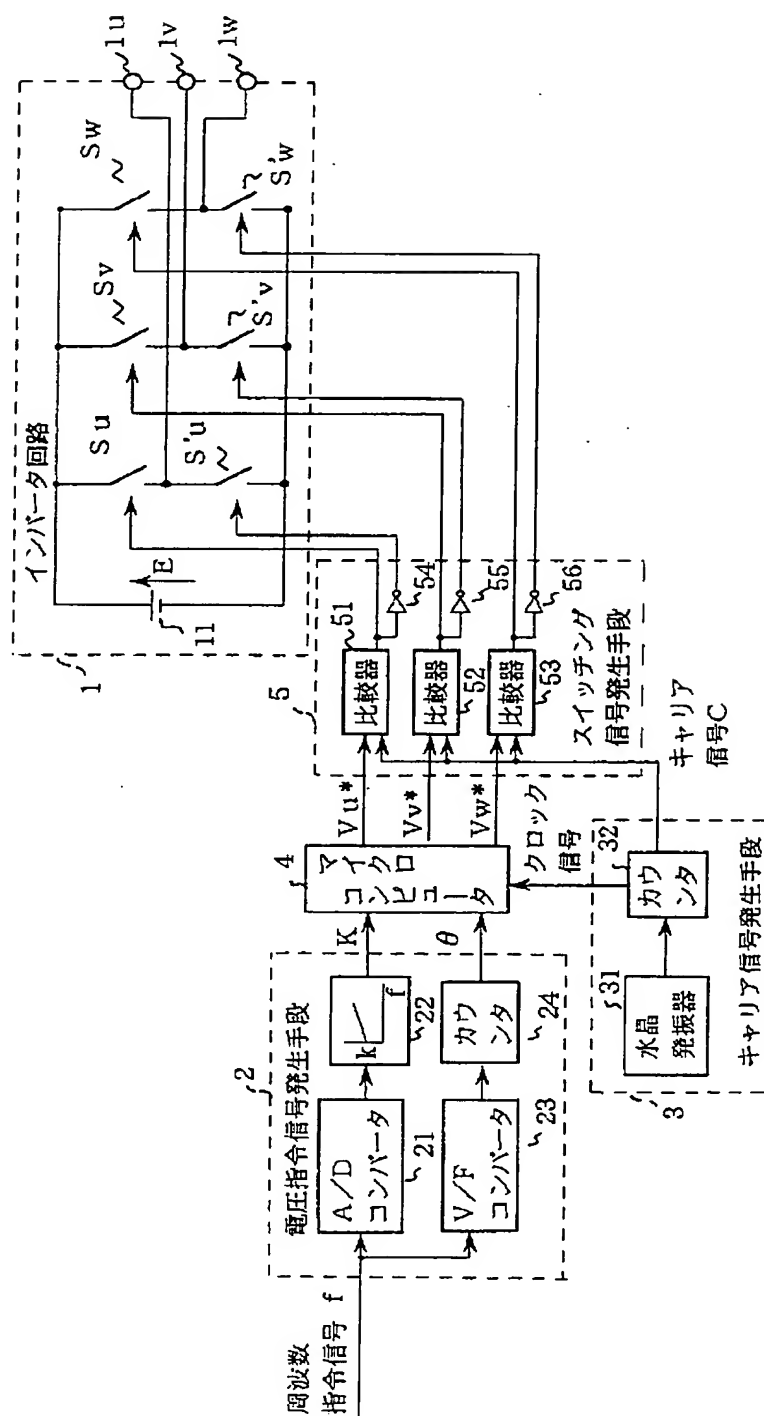 周波数
指令信号 f
2
電圧指令信号発生手段
A/D
コンバータ
21
k
f
22
V/F
コンバータ
23
カウ
ンタ
24
K
θ
4
マイクロ
コンピュ
ータ
3
31
水晶
発振器
32
カウ
ンタ
キャリア信号発生手段
クロック
信号
キャリア
信号C
Vu*
Vv*
Vw*
5
51
比較器
比較器
52
比較器
53
54
55
56
スイッチング
信号発生手段
1
インバータ回路
E
11
Su
S'u
Sv
S'v
Sw
S'w
1u
1v
1w